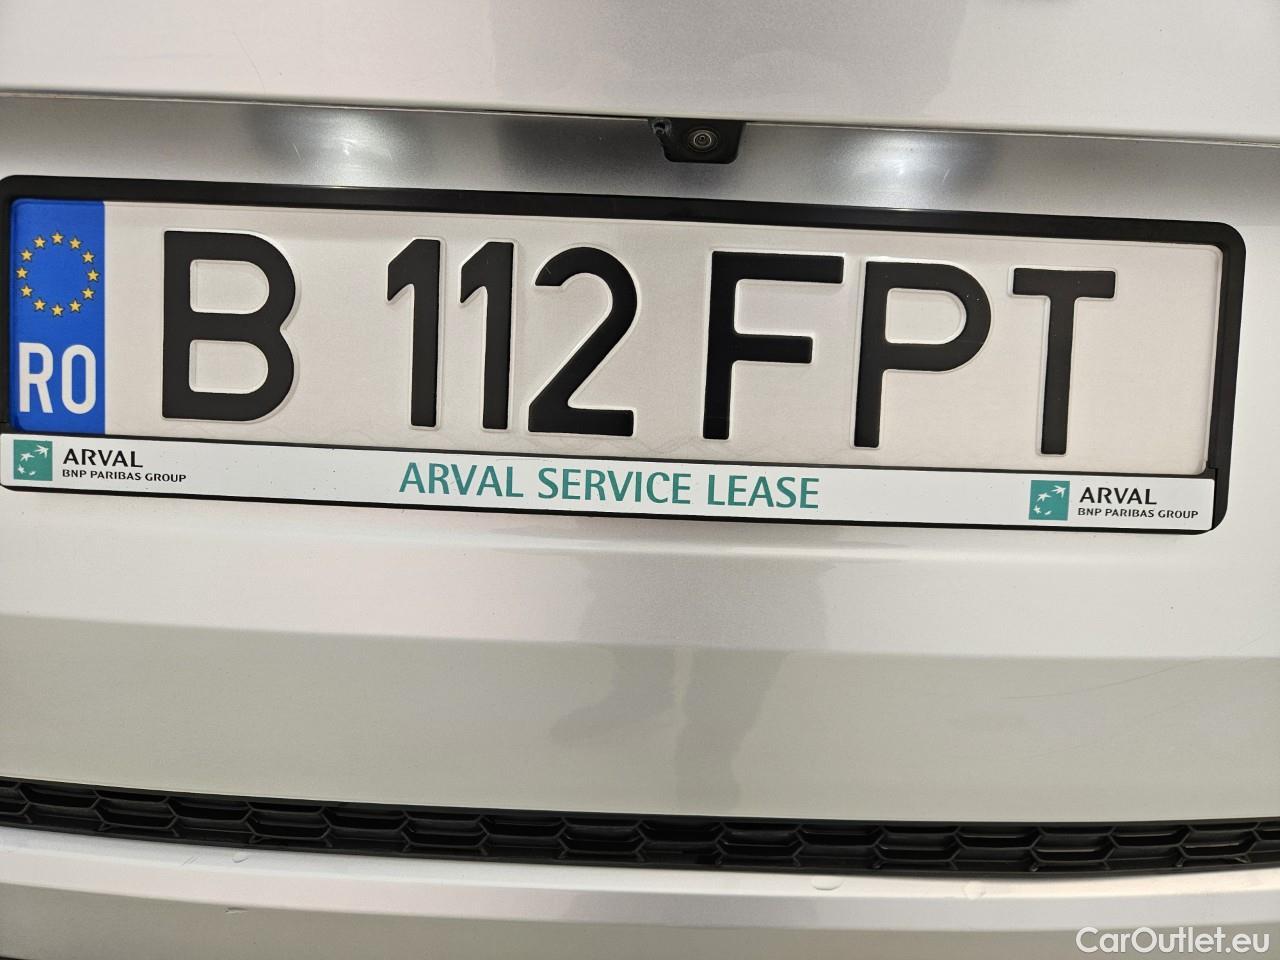 B 112 FPT
RO
ARVAL
BNP PARIBAS GROUP
ARVAL SERVICE LEASE
ARVAL
BNP PARIBAS GROUP
CarOutlet.eu